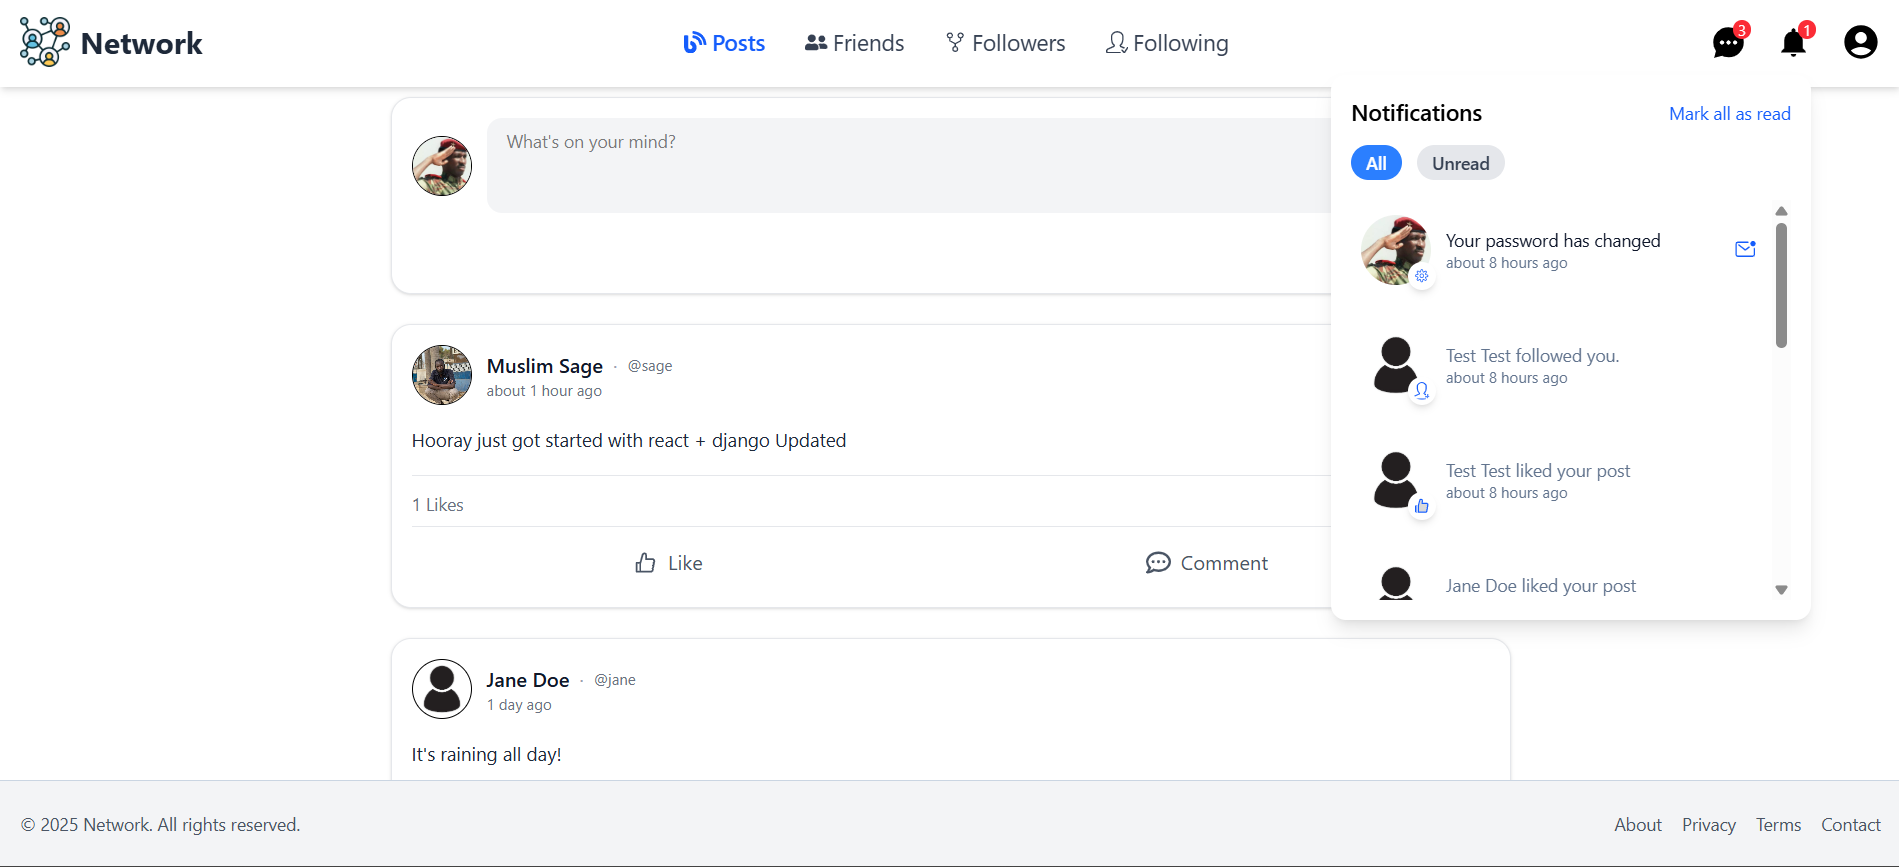 Network
Posts
Friends
Followers
Following
3
1
What's on your mind?
Muslim Sage · @sage
about 1 hour ago
Hooray just got started with react + django Updated
1 Likes
Like
Comment
Jane Doe · @jane
1 day ago
It's raining all day!
Notifications
Mark all as read
All
Unread
Your password has changed
about 8 hours ago
Test Test followed you.
about 8 hours ago
Test Test liked your post
about 8 hours ago
Jane Doe liked your post
© 2025 Network. All rights reserved.
About
Privacy
Terms
Contact